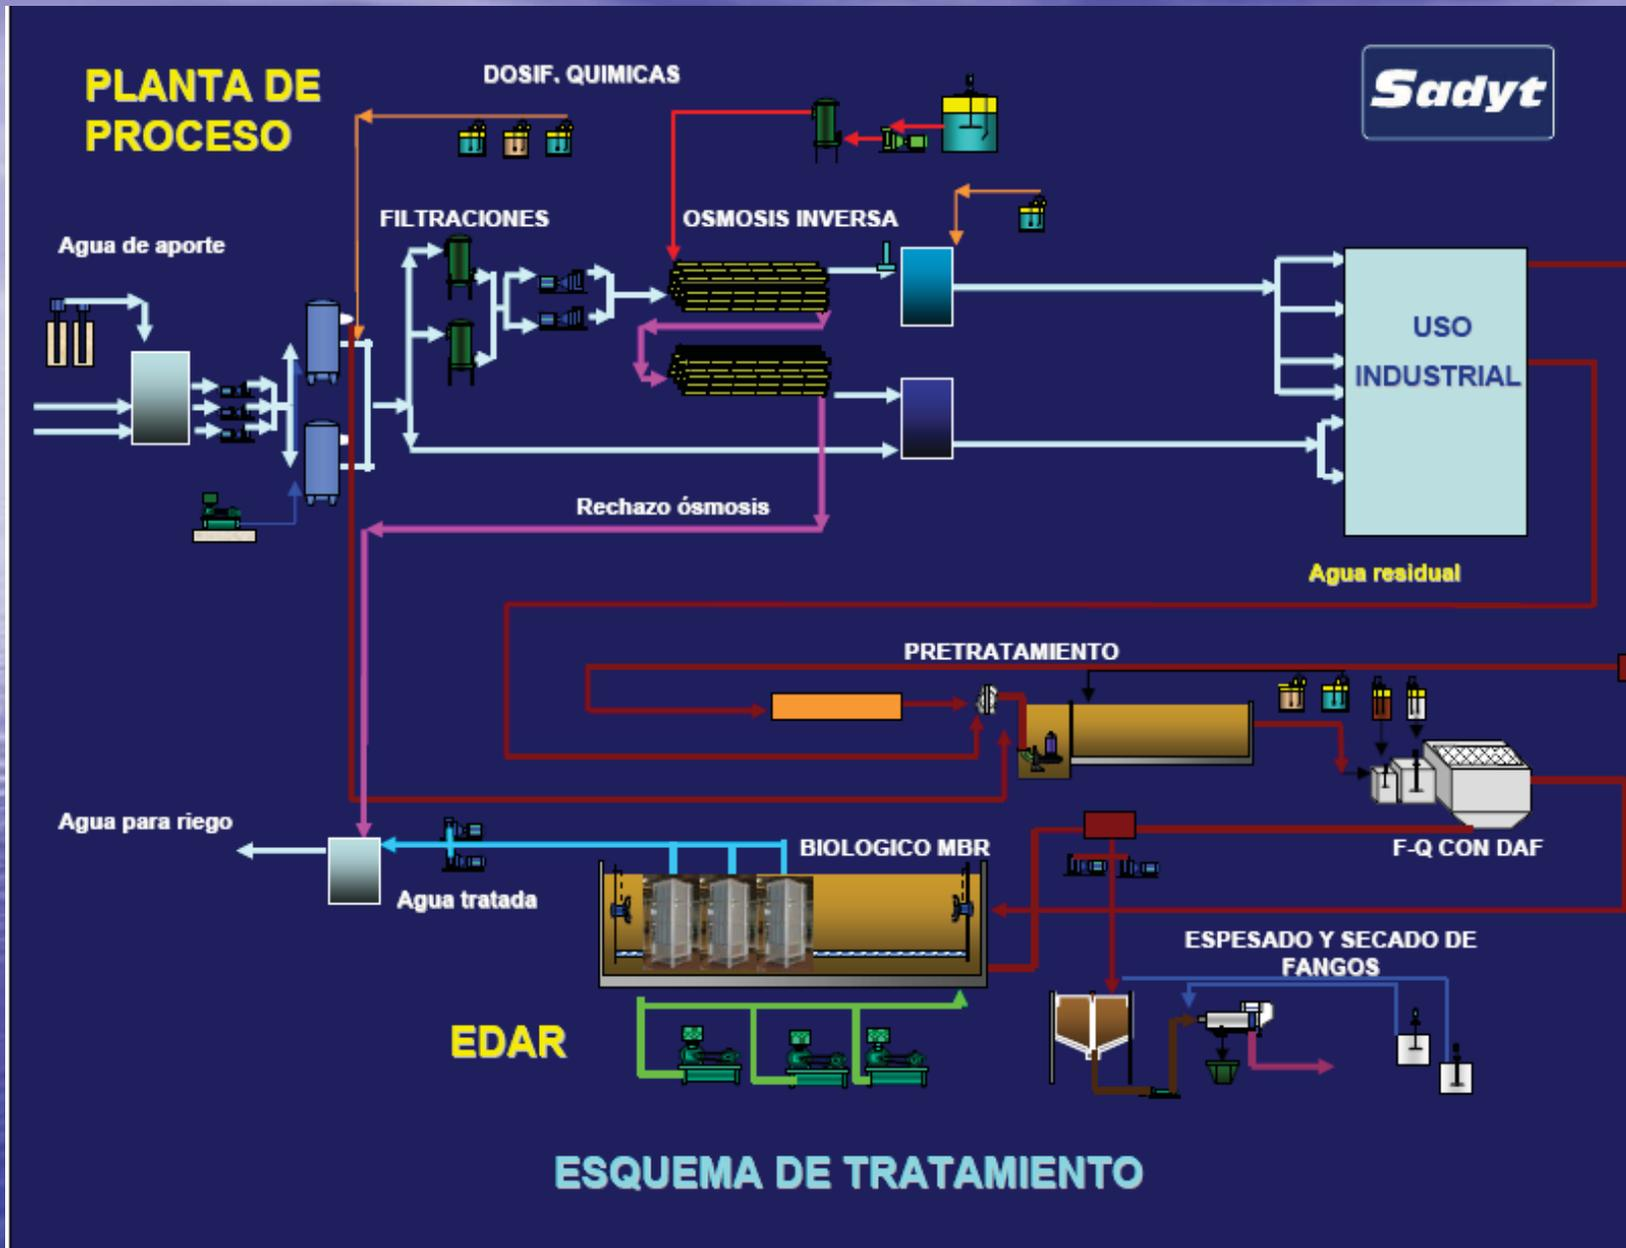 PLANTA DE
PROCESO
DOSIF. QUIMICAS
Sadyt
FILTRACIONES
OSMOSIS INVERSA
Agua de aporte
USO
INDUSTRIAL
Rechazo ósmosis
Agua residual
PRETRATAMIENTO
Agua para riego
BIOLOGICO MBR
F-Q CON DAF
Agua tratada
ESPESADO Y SECADO DE
FANGOS
EDAR
ESQUEMA DE TRATAMIENTO